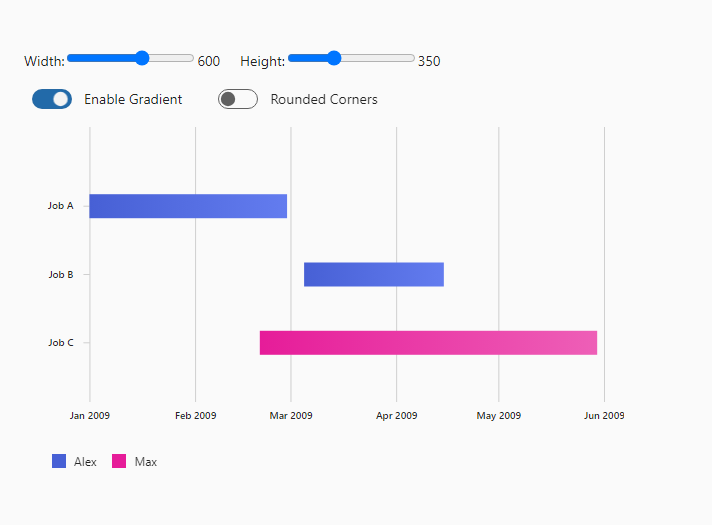 Width: 600 Height: 350
Enable Gradient Rounded Corners
Job A
Job B
Job C
Jan 2009 Feb 2009 Mar 2009 Apr 2009 May 2009 Jun 2009
Alex Max